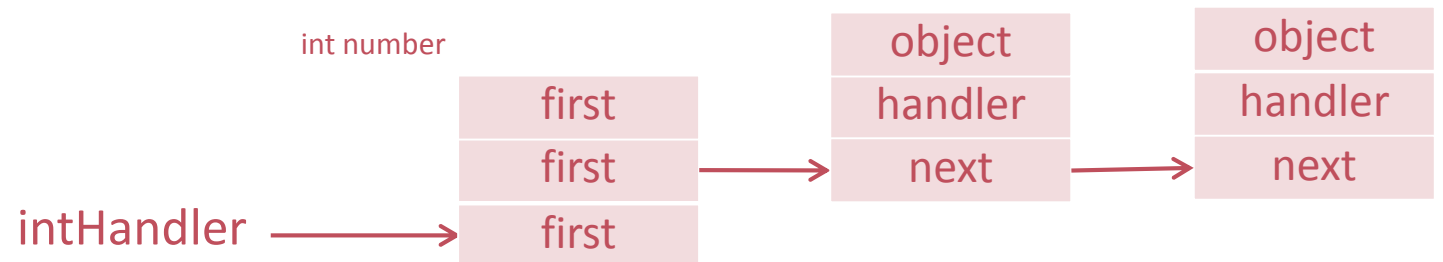 int number
intHandler
first
first
first
object
handler
next
object
handler
next